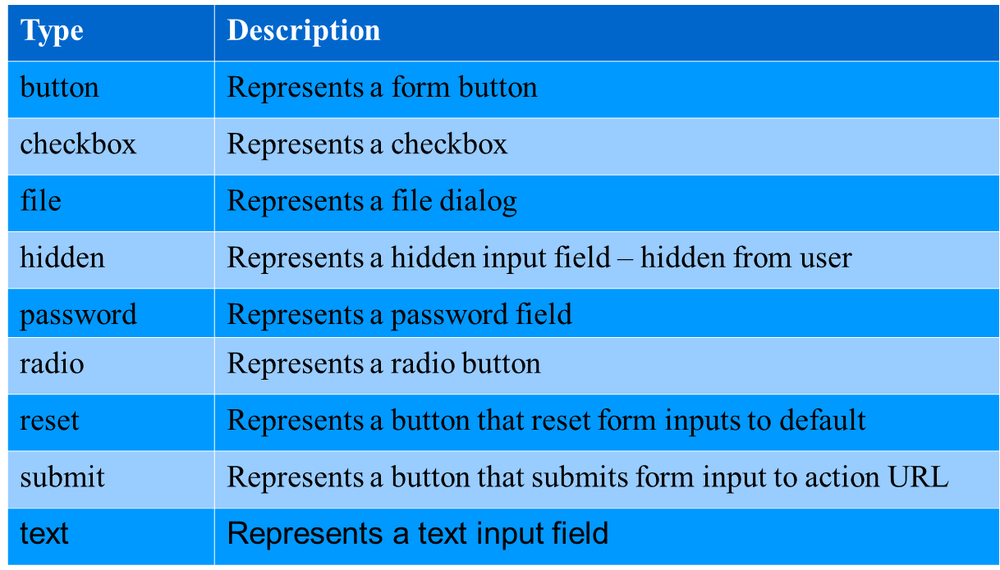 Type Description
button Represents a form button
checkbox Represents a checkbox
file Represents a file dialog
hidden Represents a hidden input field – hidden from user
password Represents a password field
radio Represents a radio button
reset Represents a button that reset form inputs to default
submit Represents a button that submits form input to action URL
text Represents a text input field